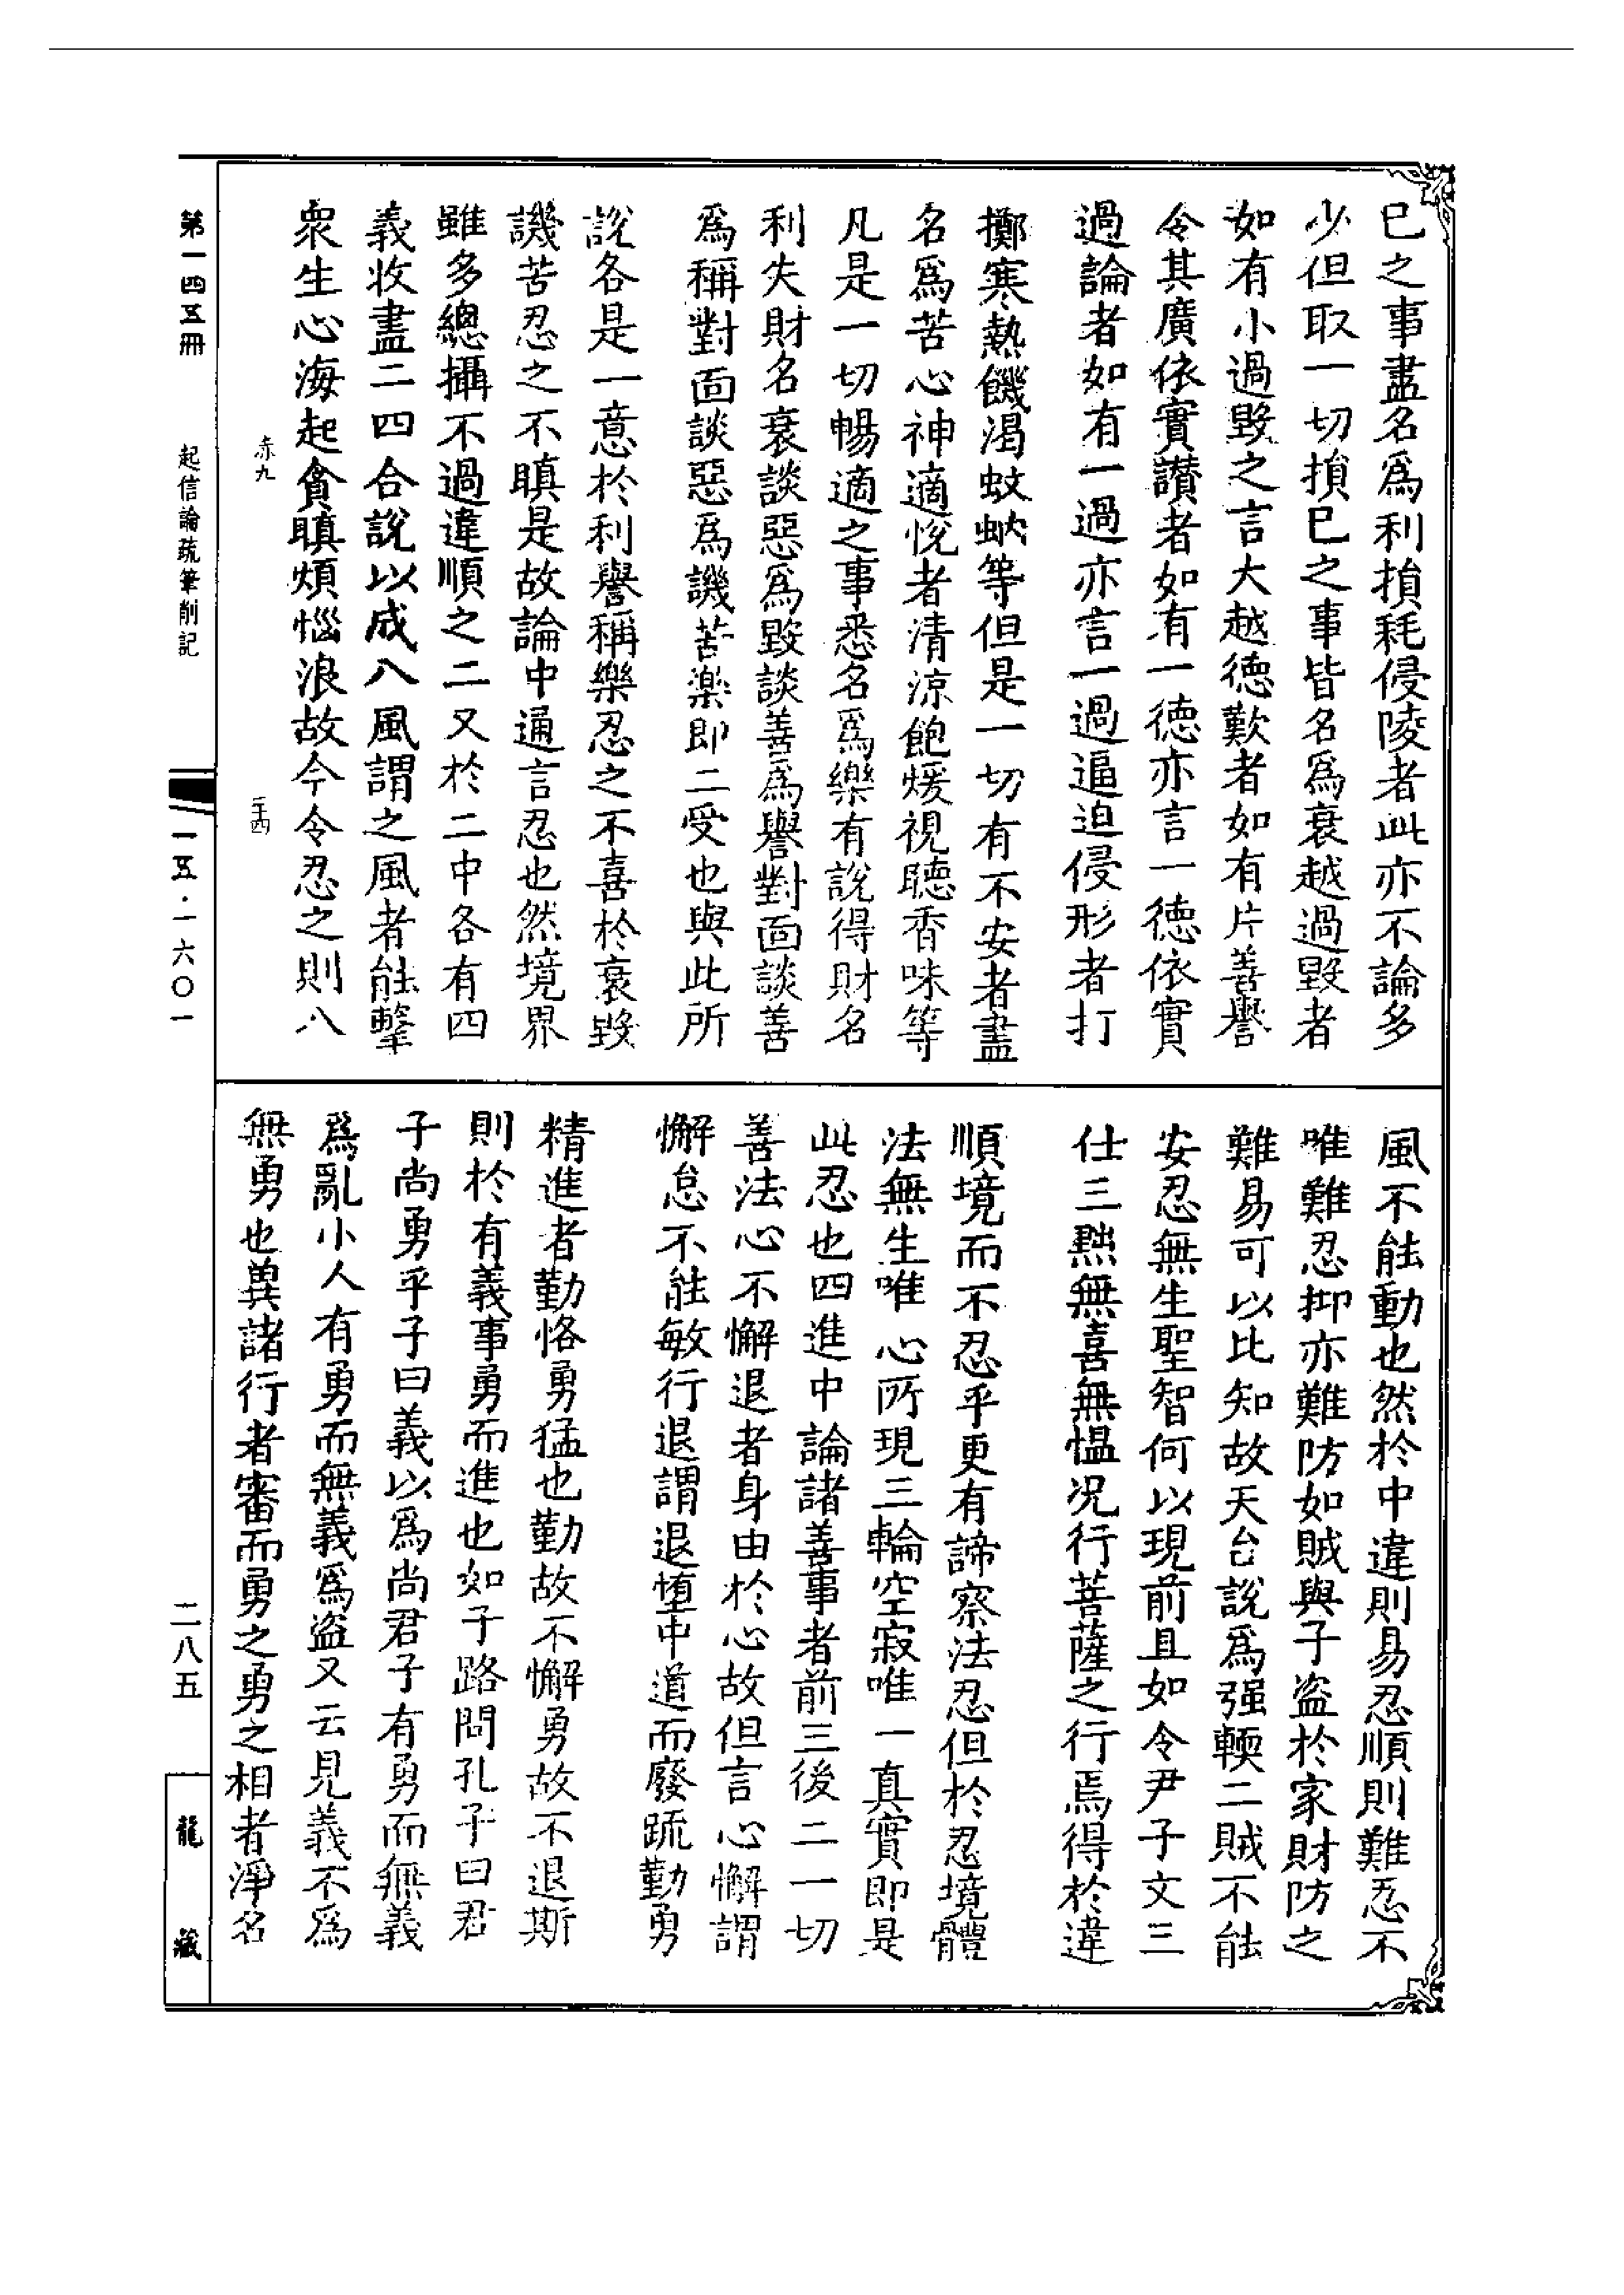 已之事盡名爲利損耗侵陵者此亦不論多
少但取一切損已之事皆名爲衰越過毀者
如有小過毀之言大越德歎者如有片善譽
令其廣依實讃者如有一德亦言一德依實
過論者如有一過亦言一過逼迫侵形者打
擲寒熱饑渴蚊蚋等但是一切有不安者盡
名爲苦心神適悅者清涼飽煖視聽香味等
凡是一切暢適之事悉名爲樂有說得財名
利失財名衰談惡爲毀談善爲譽對面談善
爲稱對面談惡爲譏苦樂即二受也與此所
說各是一意於利譽稱樂忍之不喜於衰毀
譏苦忍之不瞋是故論中通言忍也然境界
雖多總攝不過違順之二又於二中各有四
義收盡二四合說以成八風謂之風者能擊
衆生心海起貪瞋煩惱浪故今令忍之則八
風不能動也然於中違則易忍順則難忍不
唯難忍抑亦難防如賊與子盜於家財防之
難易可以比知故天台說爲强輭二賊不能
安忍無生聖智何以現前且如令尹子文三
仕三黜無喜無愠况行菩薩之行焉得於違
順境而不忍乎更有諦察法忍但於忍境體
法無生唯心所現三輪空寂唯一真實即是
此忍也四進中論諸善事者前三後二一切
善法心不懈退者身由於心故但言心懈謂
懈怠不能敏行退謂退堕中道而廢䟽勤勇
精進者勤恪勇猛也勤故不懈勇故不退斯
則於有義事勇而進也如子路問孔子曰君
子尚勇乎子曰義以爲尚君子有勇而無義
爲亂小人有勇而無義爲盜又云見義不爲
無勇也兾諸行者審而勇之勇之相者淨名
第一四五冊
起信論疏筆削記
赤九
二十四
一五·一六〇一
二八五
龍藏